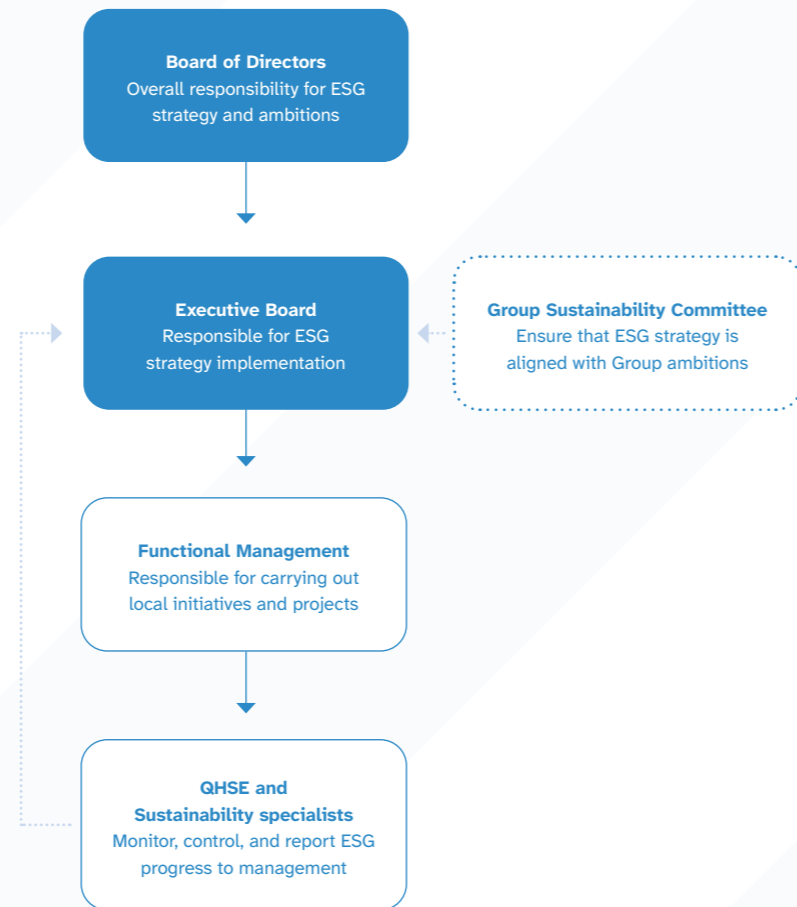 Board of Directors
Overall responsibility for ESG
strategy and ambitions
Executive Board
Responsible for ESG
strategy implementation
Group Sustainability Committee
Ensure that ESG strategy is
aligned with Group ambitions
Functional Management
Responsible for carrying out
local initiatives and projects
QHSE and
Sustainability specialists
Monitor, control, and report ESG
progress to management